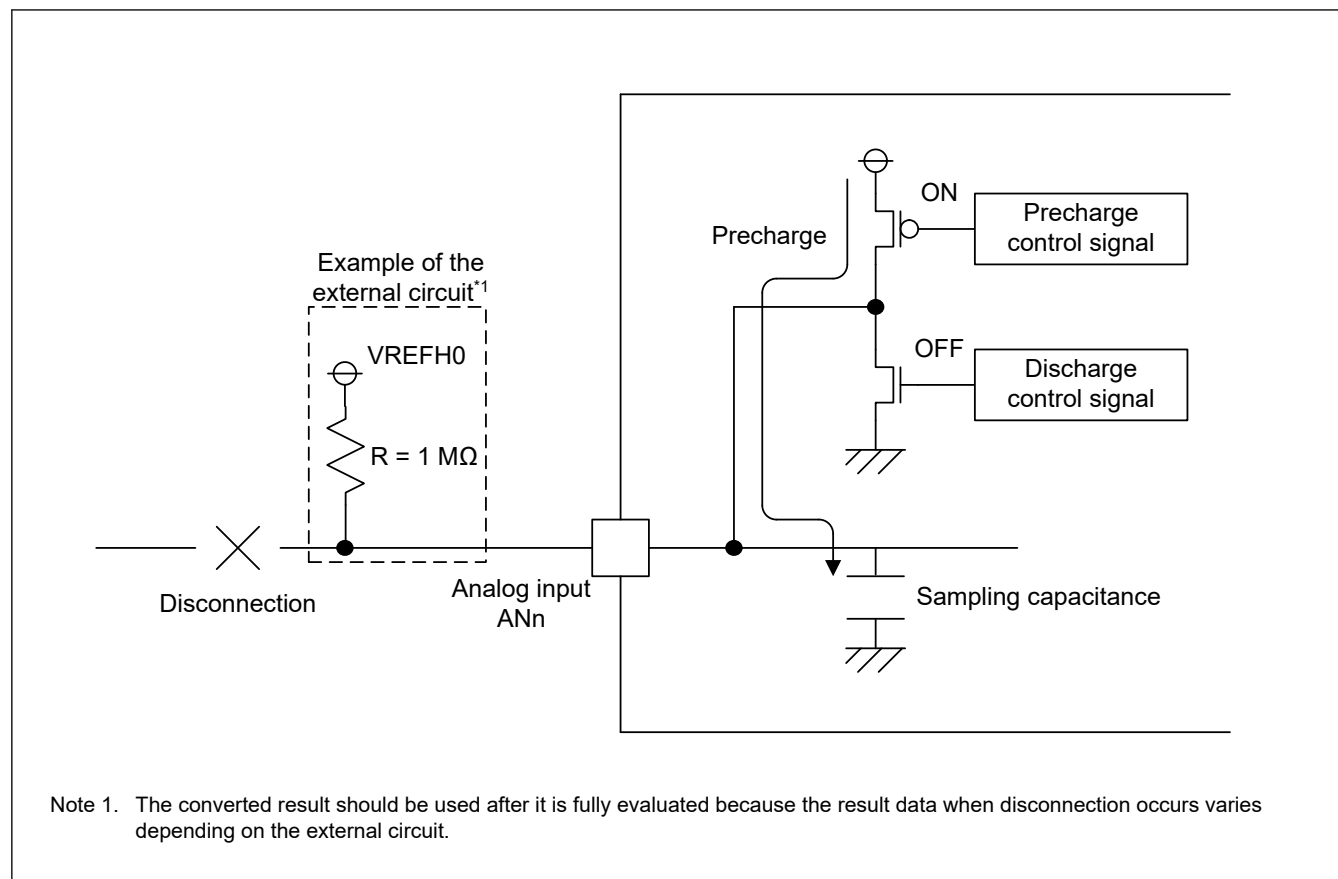 ON
Precharge
control signal
Precharge
Example of the
external circuit*1
VREFH0
OFF
Discharge
control signal
R = 1 MΩ
Disconnection
Analog input
ANn
Sampling capacitance
Note 1. The converted result should be used after it is fully evaluated because the result data when disconnection occurs varies
depending on the external circuit.